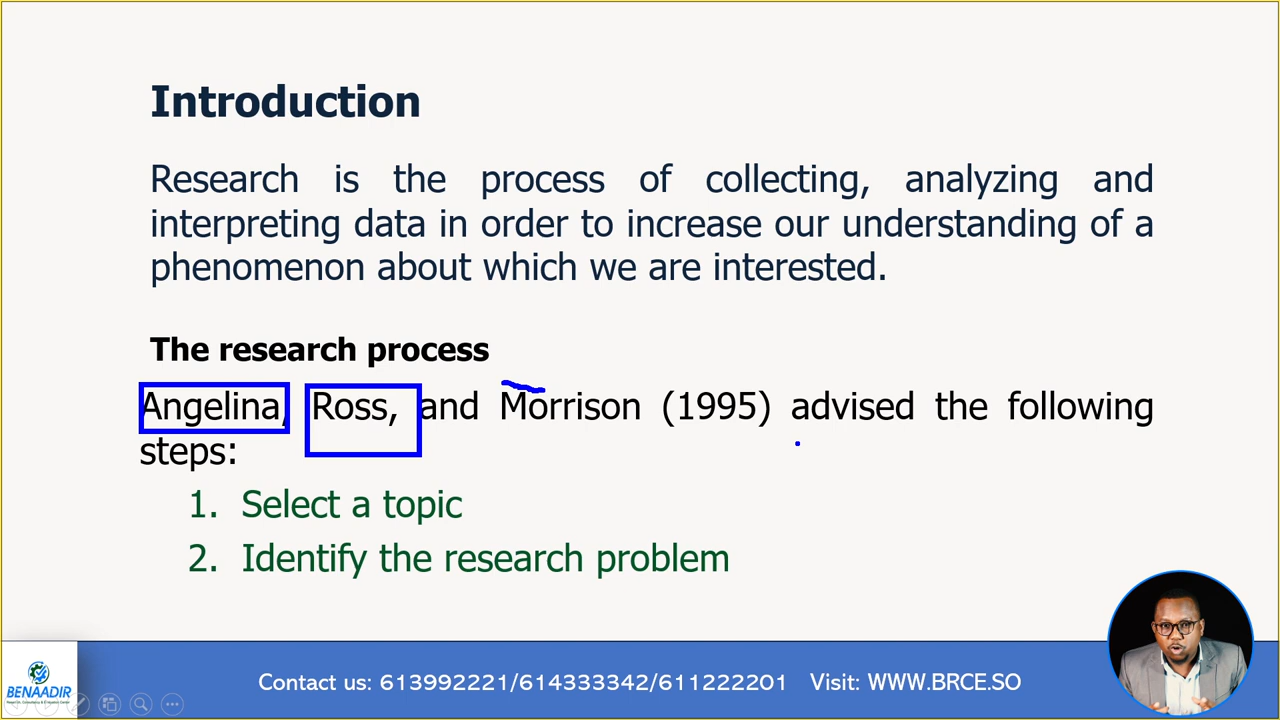 Introduction
Research is the process of collecting, analyzing and
interpreting data in order to increase our understanding of a
phenomenon about which we are interested.
The research process
Angelina, Ross, and Morrison (1995) advised the following
steps:
1. Select a topic
2. Identify the research problem
BENAADIR
Contact us: 613992221/614333342/611222201 Visit: WWW.BRCE.SO